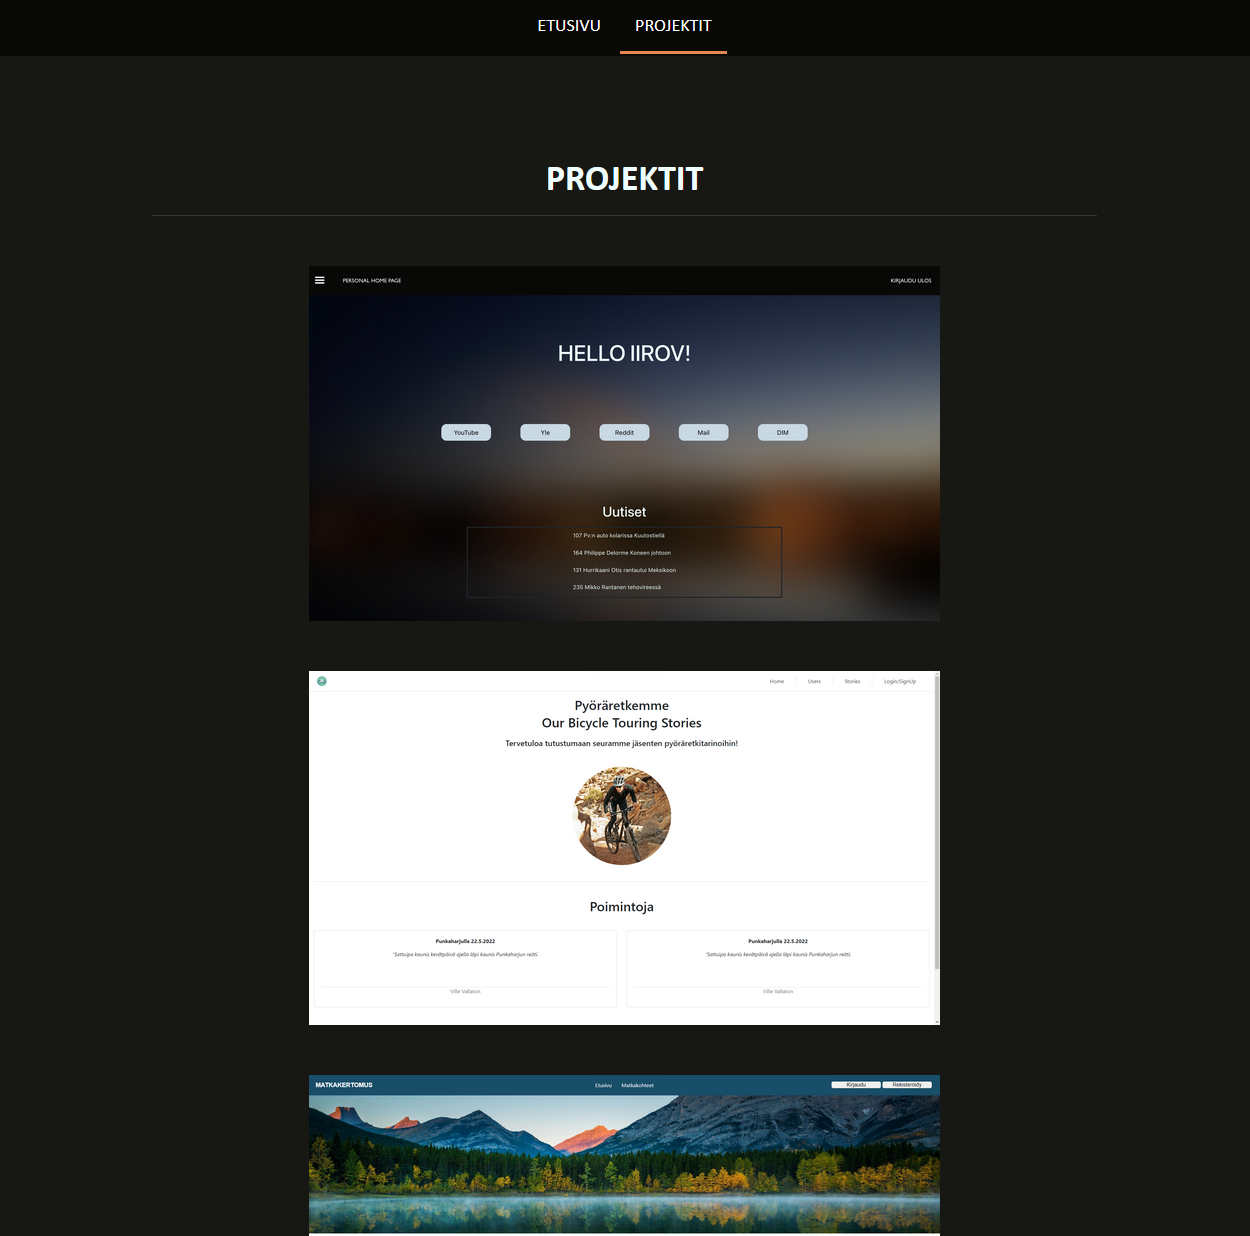 ETUSIVU PROJEKTIT
PROJEKTIT
PERSONAL HOME PAGE KIRJAUDU ULOS
HELLO IIROV!
YouTube Yle Reddit Mail DIM
Uutiset
107 Pv:n auto kolarissa Kuutostiellä
164 Philippe Delorme Koneen johtoon
131 Hurrikaani Otis rantautui Meksikoon
235 Mikko Rantanen tehovireessä
Home Users Stories Login/SignUp
Pyöräretkemme
Our Bicycle Touring Stories
Tervetuloa tutustumaan seuramme jäsenten pyöräretkitarinoihin!
Poimintoja
Punkaharjulla 22.5.2022 Punkaharjulla 22.5.2022
"Sattuipa kaunis kevätpäivä ajella läpi kaunis Punkaharjun reitti. "Sattuipa kaunis kevätpäivä ajella läpi kaunis Punkaharjun reitti.
Ville Vallaton Ville Vallaton
MATKAKERTOMUS Etusivu Matkakohteet Kirjaudu Rekisteröidy